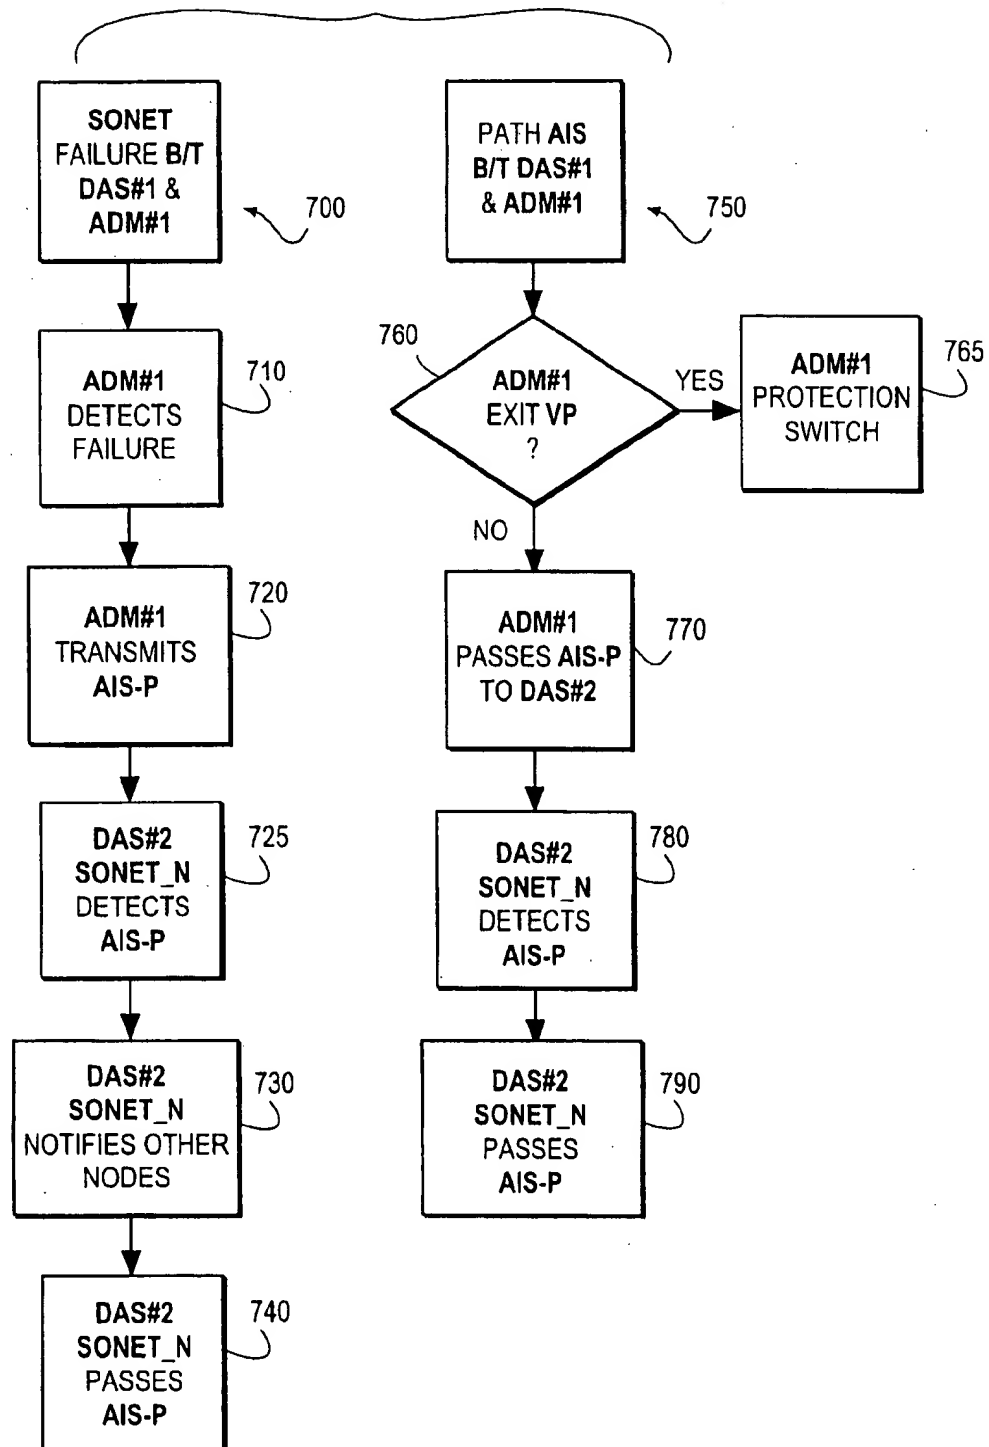 SONET
FAILURE B/T
DAS#1 &
ADM#1
700
ADM#1
DETECTS
FAILURE
710
ADM#1
TRANSMITS
AIS-P
720
DAS#2
SONET_N
DETECTS
AIS-P
725
DAS#2
SONET_N
NOTIFIES OTHER
NODES
730
DAS#2
SONET_N
PASSES
AIS-P
740
PATH AIS
B/T DAS#1
& ADM#1
750
760
ADM#1
EXIT VP
?
YES
ADM#1
PROTECTION
SWITCH
765
NO
ADM#1
PASSES AIS-P
TO DAS#2
770
DAS#2
SONET_N
DETECTS
AIS-P
780
DAS#2
SONET_N
PASSES
AIS-P
790